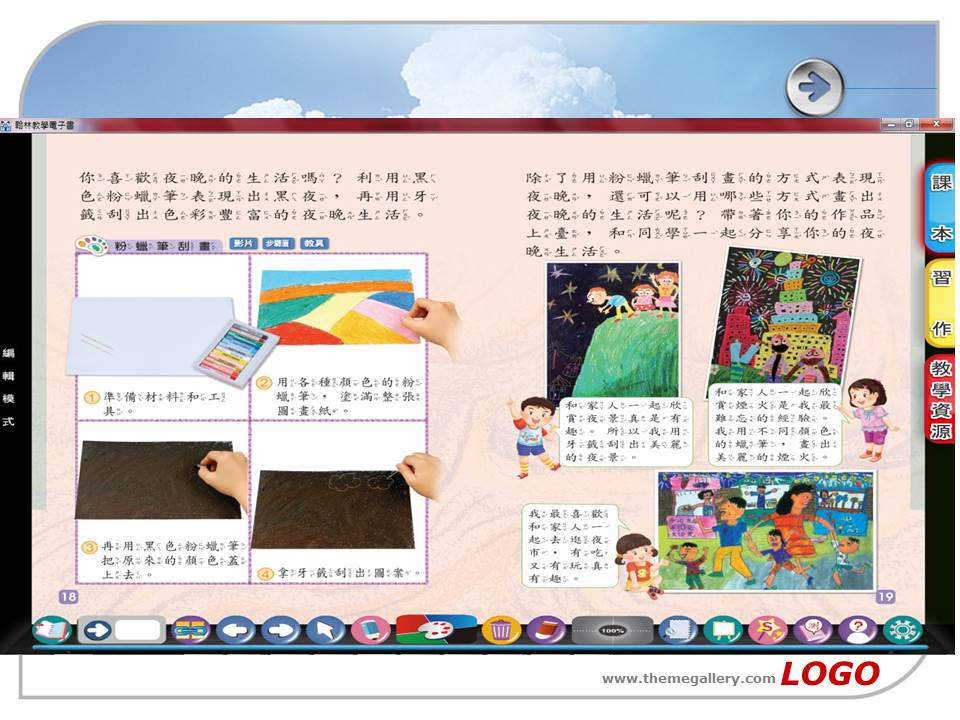 翰林教學電子書
你喜歡夜晚的生活嗎？利用黑
色粉蠟筆表現出黑夜，再用牙
籤刮出色彩豐富的夜晚生活。
粉蠟筆刮畫
影片
步驟圖
教具
1 準備材料和工
具。
2 用各種顏色的粉
蠟筆，塗滿整張
圖畫紙。
3 再用黑色粉蠟筆
把原來的顏色蓋
上去。
4 拿牙籤刮出圖案。
18
除了用粉蠟筆刮畫的方式表現
夜晚，還可以用哪些方式畫出
夜晚的生活呢？帶著你的作品
上臺，和同學一起分享你的夜
晚生活。
和家人一起欣
賞夜景真是有
趣。所以我用
牙籤刮出美麗
的夜景。
和家人一起欣
賞煙火是我最
難忘的經驗。
我用不同顏色
的蠟筆，畫出
美麗的煙火。
我最喜歡
和家人一
起去逛夜
市，有吃，
又有玩真
有趣。
19
編輯模式
課本
習作
教學資源
100%
S
測
?
www.themegallery.com
LOGO